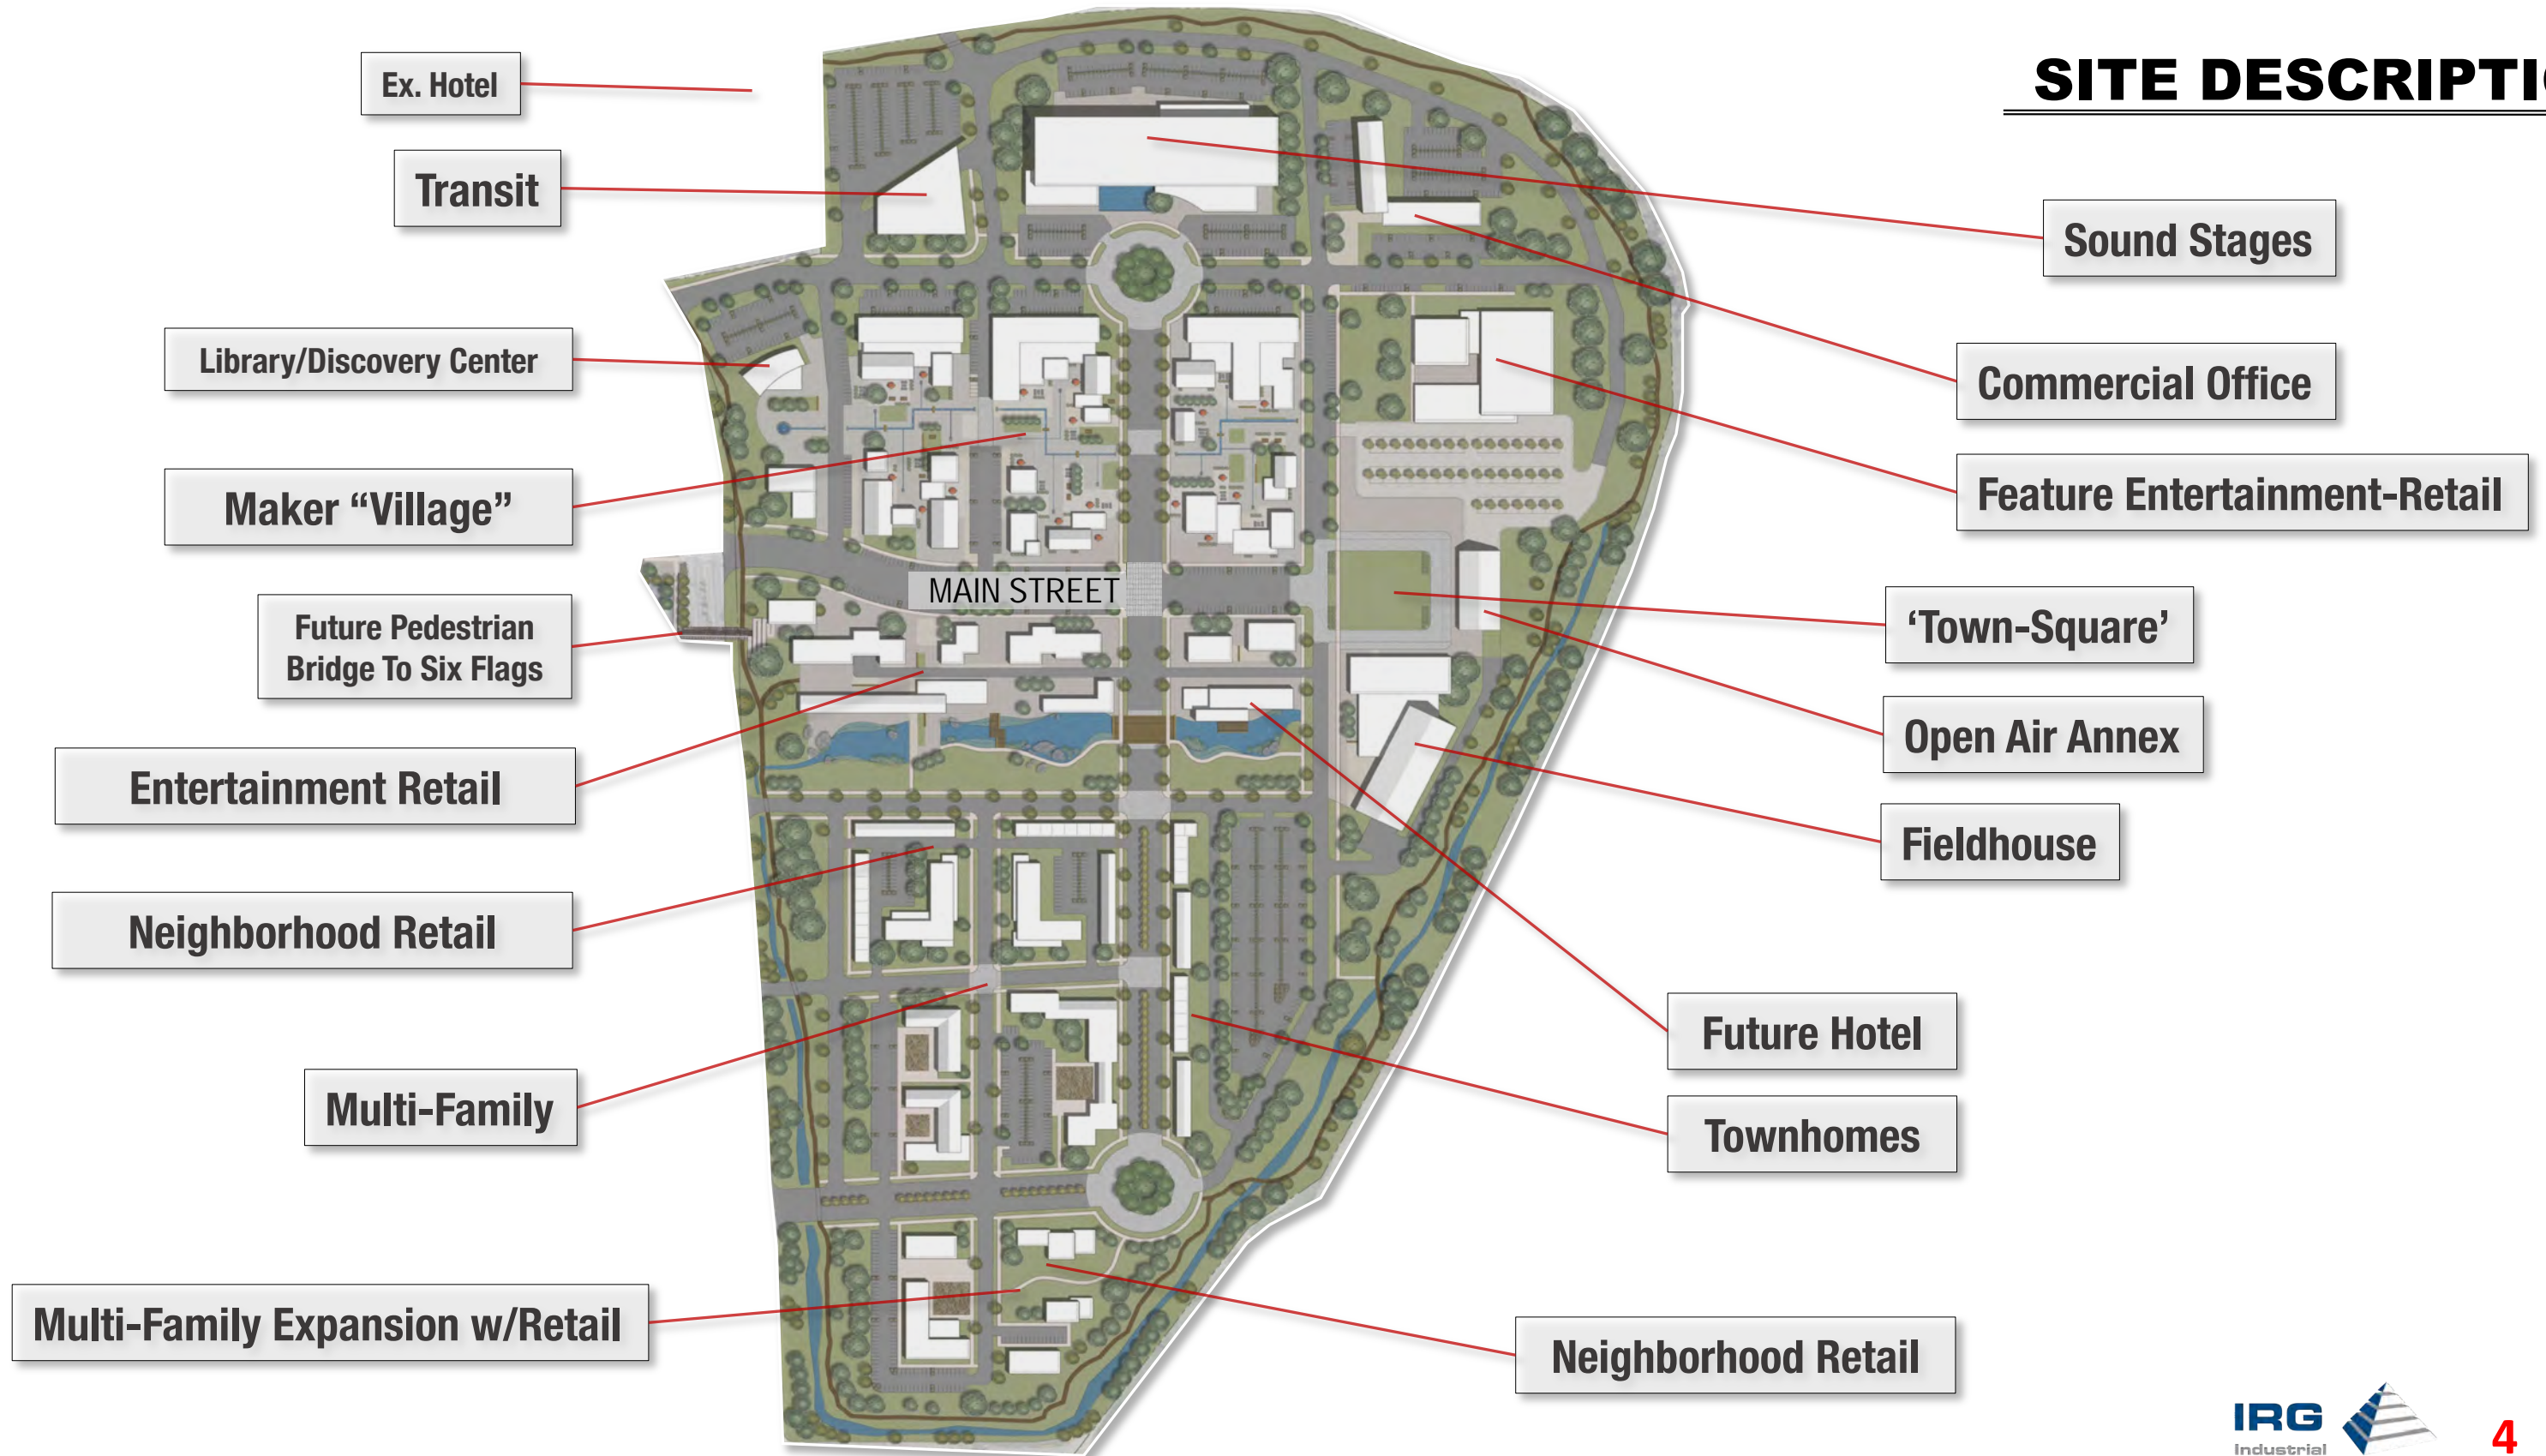 SITE DESCRIPTIO
Ex. Hotel
Transit
Library/Discovery Center
Maker “Village”
Future Pedestrian
Bridge To Six Flags
Entertainment Retail
Neighborhood Retail
Multi-Family
Multi-Family Expansion w/Retail
MAIN STREET
Sound Stages
Commercial Office
Feature Entertainment-Retail
‘Town-Square’
Open Air Annex
Fieldhouse
Future Hotel
Townhomes
Neighborhood Retail
IRG
Industrial
4